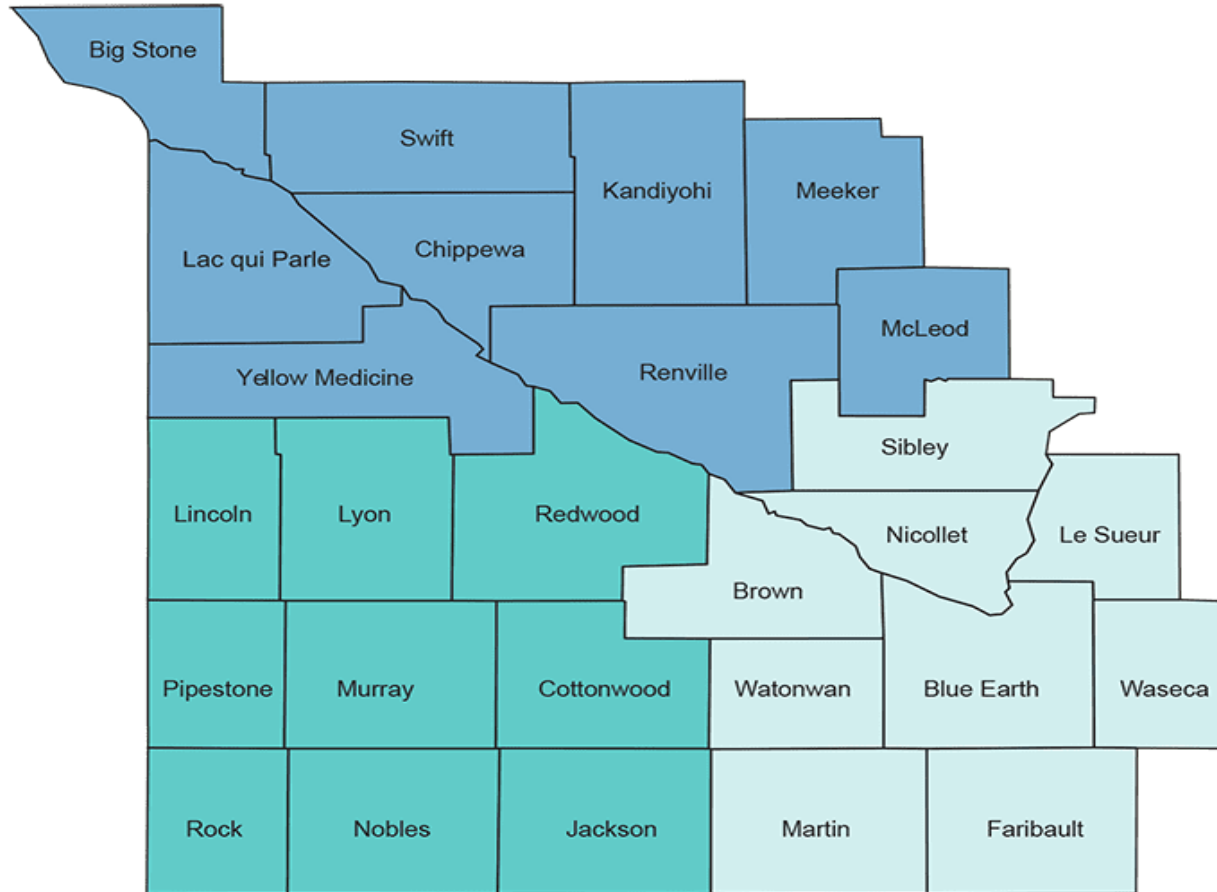 Big Stone
Swift
Kandiyohi
Meeker
Lac qui Parle
Chippewa
McLeod
Yellow Medicine
Renville
Sibley
Lincoln
Lyon
Redwood
Nicollet
Le Sueur
Brown
Pipestone
Murray
Cottonwood
Watonwan
Blue Earth
Waseca
Rock
Nobles
Jackson
Martin
Faribault